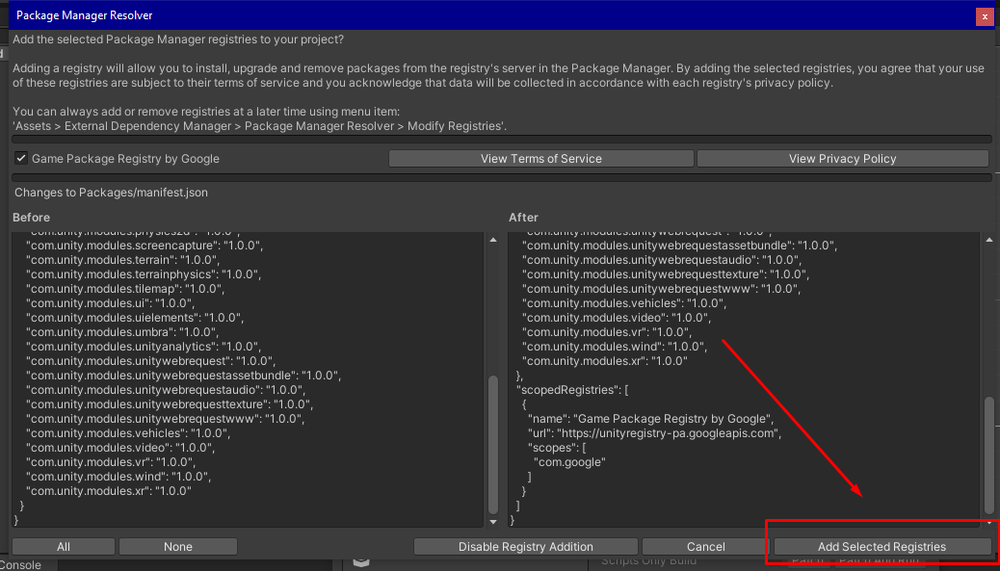 Package Manager Resolver
x
Add the selected Package Manager registries to your project?
Adding a registry will allow you to install, upgrade and remove packages from the registry's server in the Package Manager. By adding the selected registries, you agree that your use
of these registries are subject to their terms of service and you acknowledge that data will be collected in accordance with each registry's privacy policy.
You can always add or remove registries at a later time using menu item:
'Assets > External Dependency Manager > Package Manager Resolver > Modify Registries'.
Game Package Registry by Google
View Terms of Service
View Privacy Policy
Changes to Packages/manifest.json
Before
"com.unity.modules.physics2d": "1.0.0",
"com.unity.modules.screencapture": "1.0.0",
"com.unity.modules.terrain": "1.0.0",
"com.unity.modules.terrainphysics": "1.0.0",
"com.unity.modules.tilemap": "1.0.0",
"com.unity.modules.ui": "1.0.0",
"com.unity.modules.uielements": "1.0.0",
"com.unity.modules.umbra": "1.0.0",
"com.unity.modules.unityanalytics": "1.0.0",
"com.unity.modules.unitywebrequest": "1.0.0",
"com.unity.modules.unitywebrequestassetbundle": "1.0.0",
"com.unity.modules.unitywebrequestaudio": "1.0.0",
"com.unity.modules.unitywebrequesttexture": "1.0.0",
"com.unity.modules.unitywebrequestwww": "1.0.0",
"com.unity.modules.vehicles": "1.0.0",
"com.unity.modules.video": "1.0.0",
"com.unity.modules.vr": "1.0.0",
"com.unity.modules.wind": "1.0.0",
"com.unity.modules.xr": "1.0.0"
}
}
After
"com.unity.modules.unitywebrequest": "1.0.0",
"com.unity.modules.unitywebrequestassetbundle": "1.0.0",
"com.unity.modules.unitywebrequestaudio": "1.0.0",
"com.unity.modules.unitywebrequesttexture": "1.0.0",
"com.unity.modules.unitywebrequestwww": "1.0.0",
"com.unity.modules.vehicles": "1.0.0",
"com.unity.modules.video": "1.0.0",
"com.unity.modules.vr": "1.0.0",
"com.unity.modules.wind": "1.0.0",
"com.unity.modules.xr": "1.0.0"
},
"scopedRegistries": [
{
"name": "Game Package Registry by Google",
"url": "https://unityregistry-pa.googleapis.com",
"scopes": [
"com.google"
]
}
]
}
All
None
Disable Registry Addition
Cancel
Add Selected Registries
Console
Scripts Only Build
Patch
Patch And Run